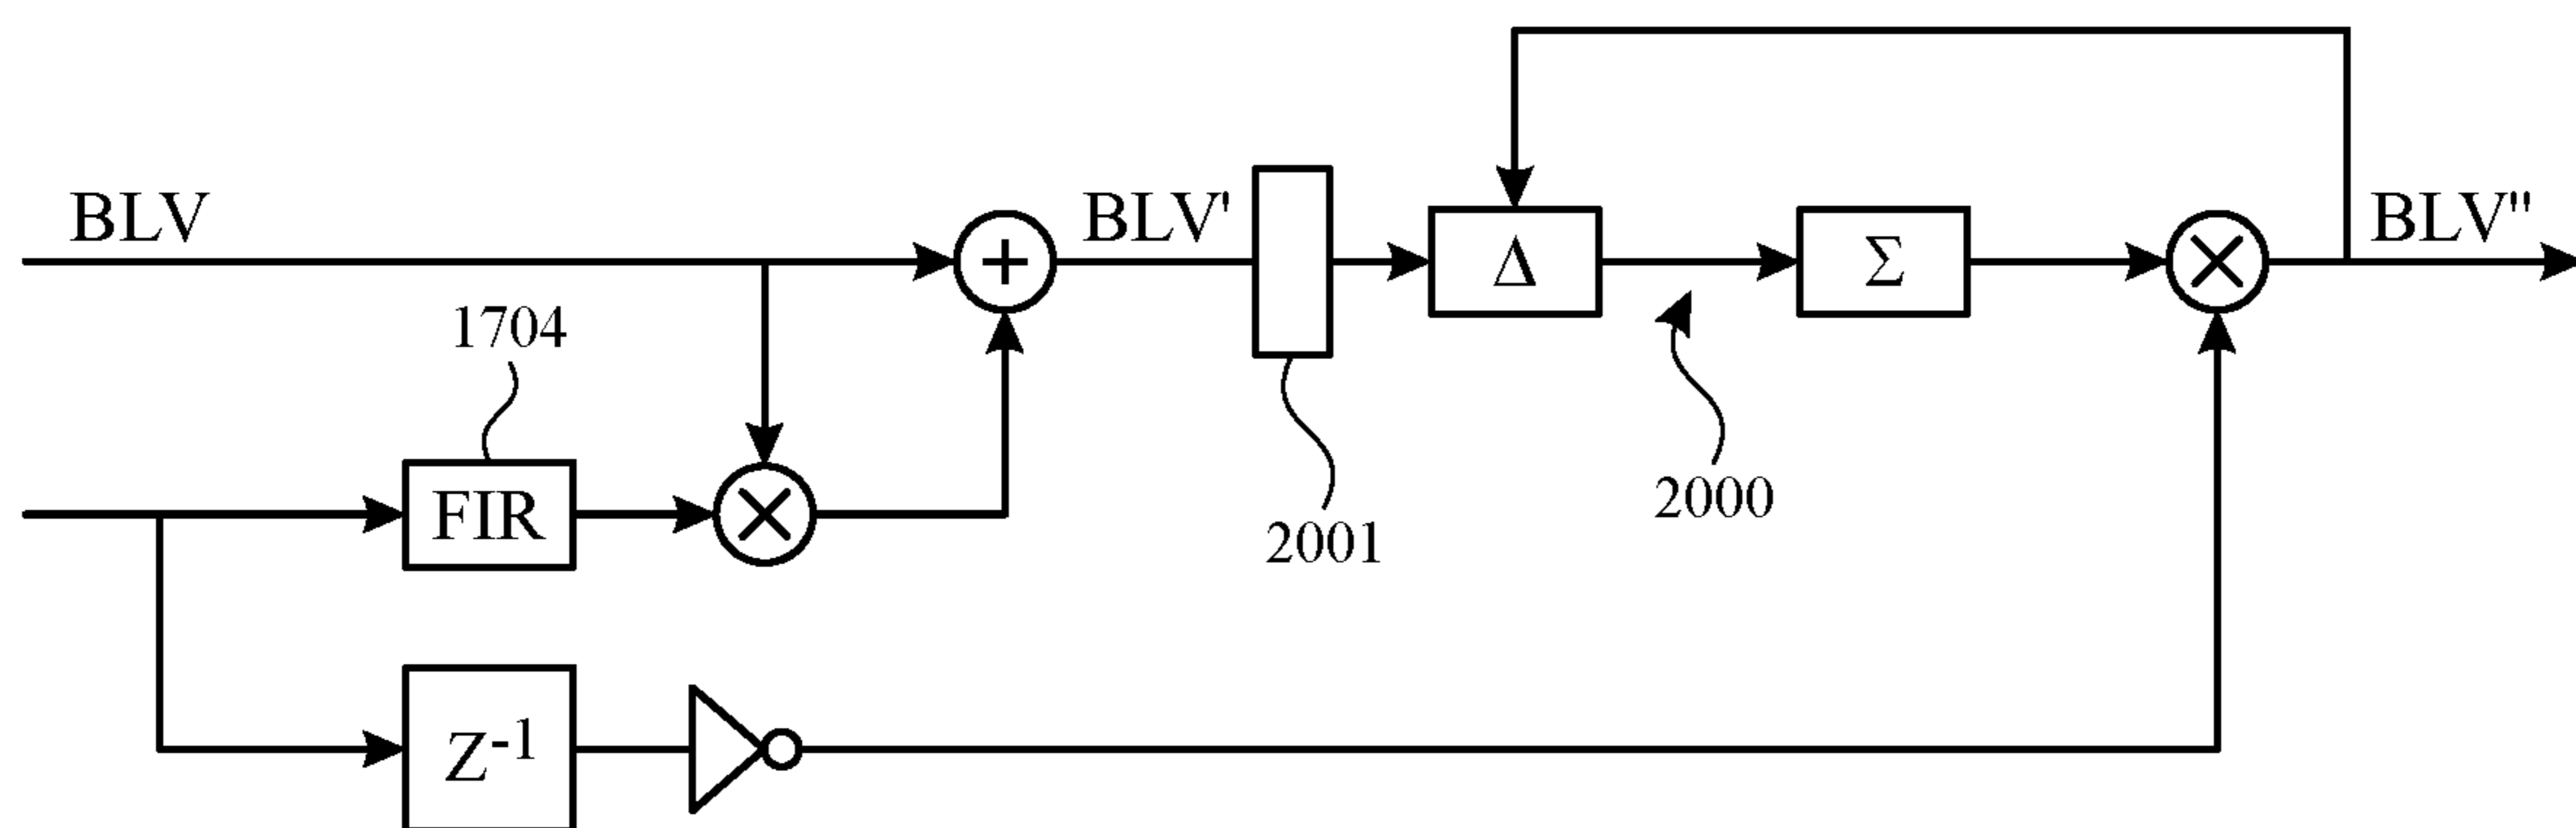 BLV
BLV'
BLV"
+
Δ
Σ
×
1704
FIR
×
2000
2001
Z-1